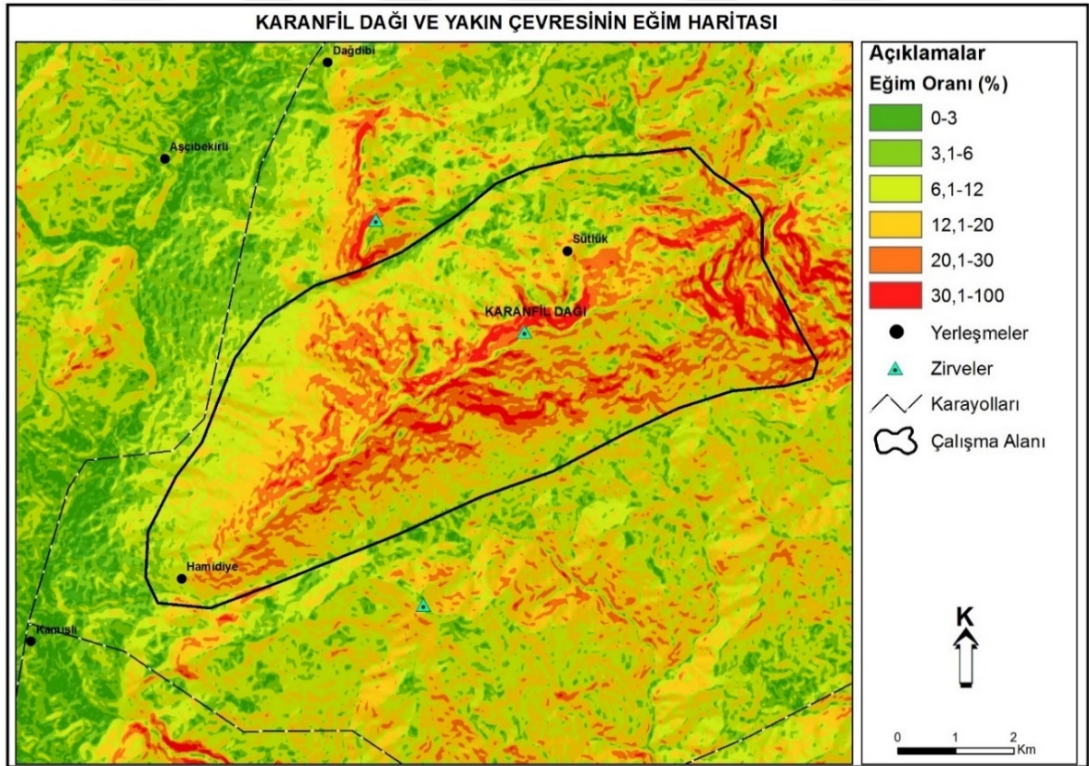 KARANFİL DAĞI VE YAKIN ÇEVRESİNİN EĞİM HARİTASI
Dağdibi
Aşçıbekirli
Sütlük
KARANFİL DAĞI
Hamidiye
Kamışlı
Açıklamalar
Eğim Oranı (%)
0-3
3,1-6
6,1-12
12,1-20
20,1-30
30,1-100
Yerleşmeler
Zirveler
Karayolları
Çalışma Alanı
K
0 1 2
Km